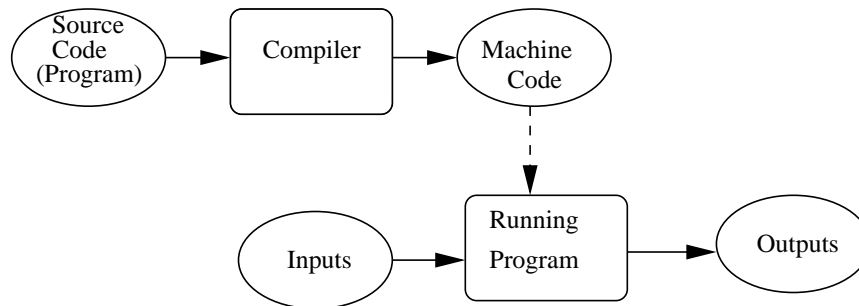 Source
Code
(Program)
Compiler
Machine
Code
Running
Program
Inputs
Outputs